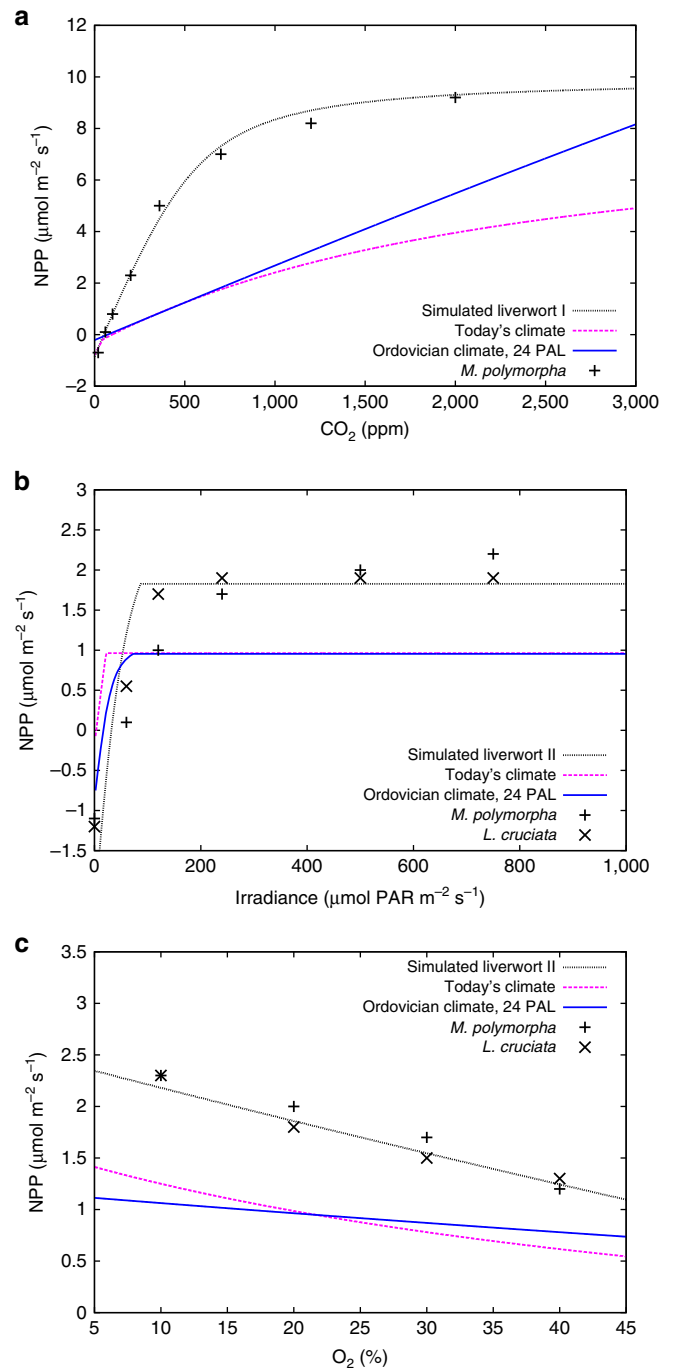 a
12
10
8
6
4
2
0
−2
NPP (μmol m⁻² s⁻¹)
Simulated liverwort I
Today's climate
Ordovician climate, 24 PAL
M. polymorpha
0 500 1,000 1,500 2,000 2,500 3,000
CO₂ (ppm)
b
3
2.5
2
1.5
1
0.5
0
−0.5
−1
−1.5
NPP (μmol m⁻² s⁻¹)
Simulated liverwort II
Today's climate
Ordovician climate, 24 PAL
M. polymorpha
L. cruciata
0 200 400 600 800 1,000
Irradiance (μmol PAR m⁻² s⁻¹)
c
3.5
3
2.5
2
1.5
1
0.5
0
NPP (μmol m⁻² s⁻¹)
Simulated liverwort II
Today's climate
Ordovician climate, 24 PAL
M. polymorpha
L. cruciata
5 10 15 20 25 30 35 40 45
O₂ (%)